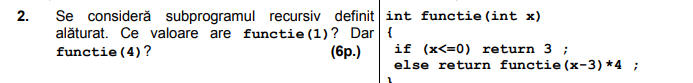 2. Se consideră subprogramul recursiv definit
alăturat. Ce valoare are functie(1)? Dar
functie(4)? (6p.)
int functie(int x)
{
if (x<=0) return 3 ;
else return functie(x-3)*4 ;
}